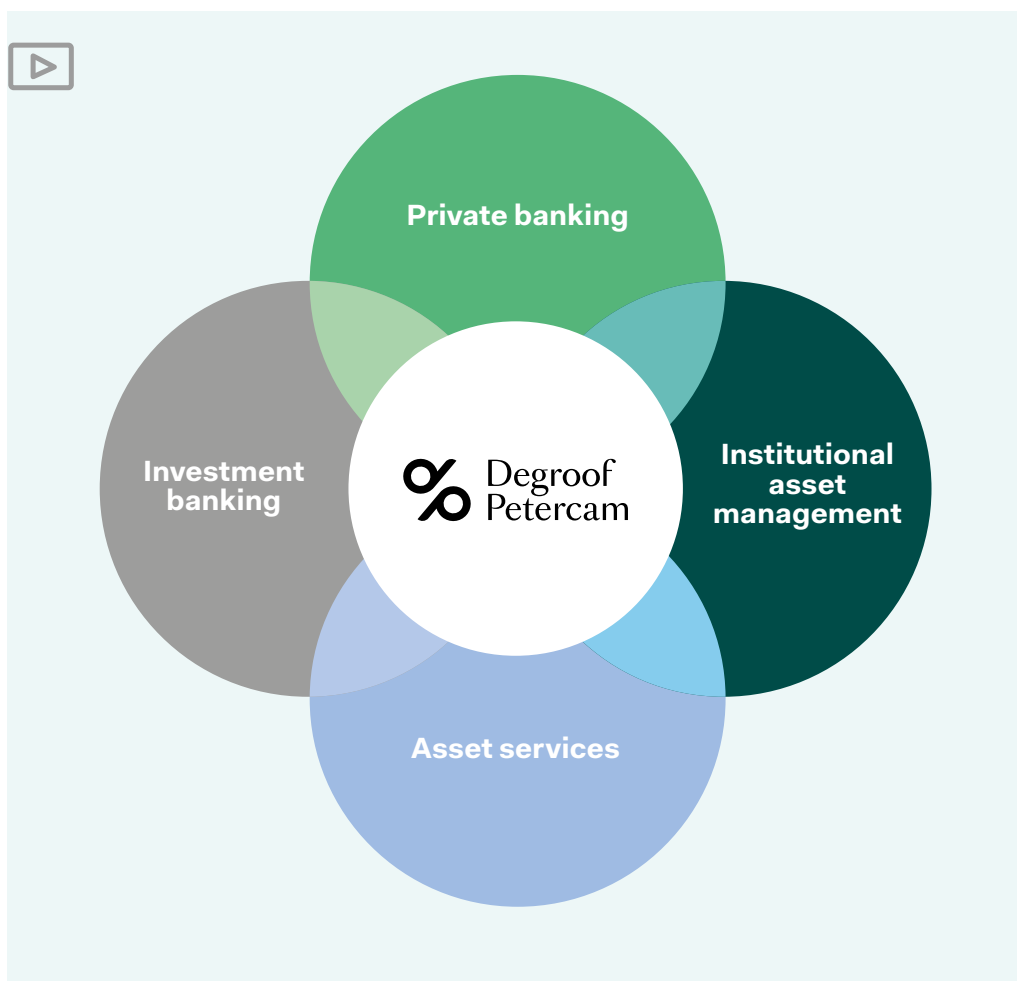 Private banking
Investment
banking
Degroof
Petercam
Institutional
asset
management
Asset services